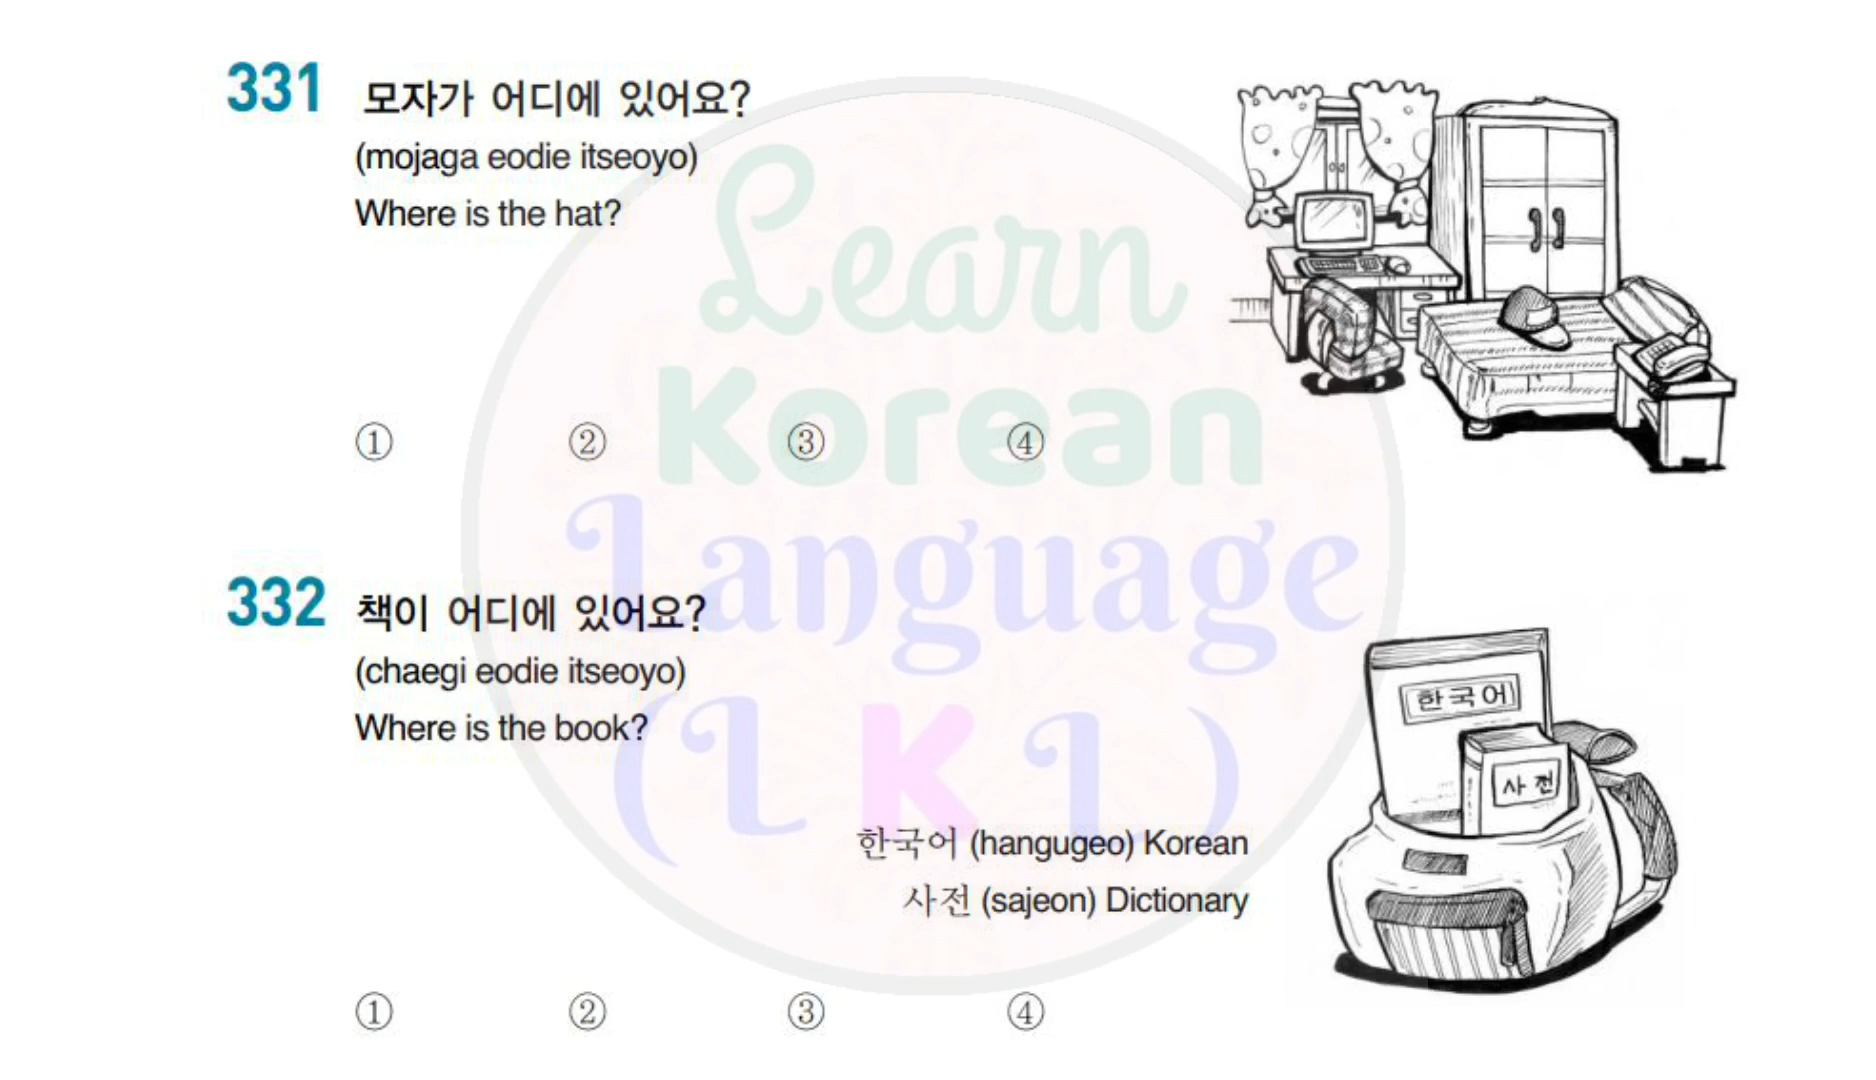 331 모자가 어디에 있어요?
(mojaga eodie itseoyo)
Where is the hat?
① ② ③ ④
332 책이 어디에 있어요?
(chaegi eodie itseoyo)
Where is the book?
한국어
사전
한국어 (hangugeo) Korean
사전 (sajeon) Dictionary
① ② ③ ④
Learn
Korean
Language
(LKL)